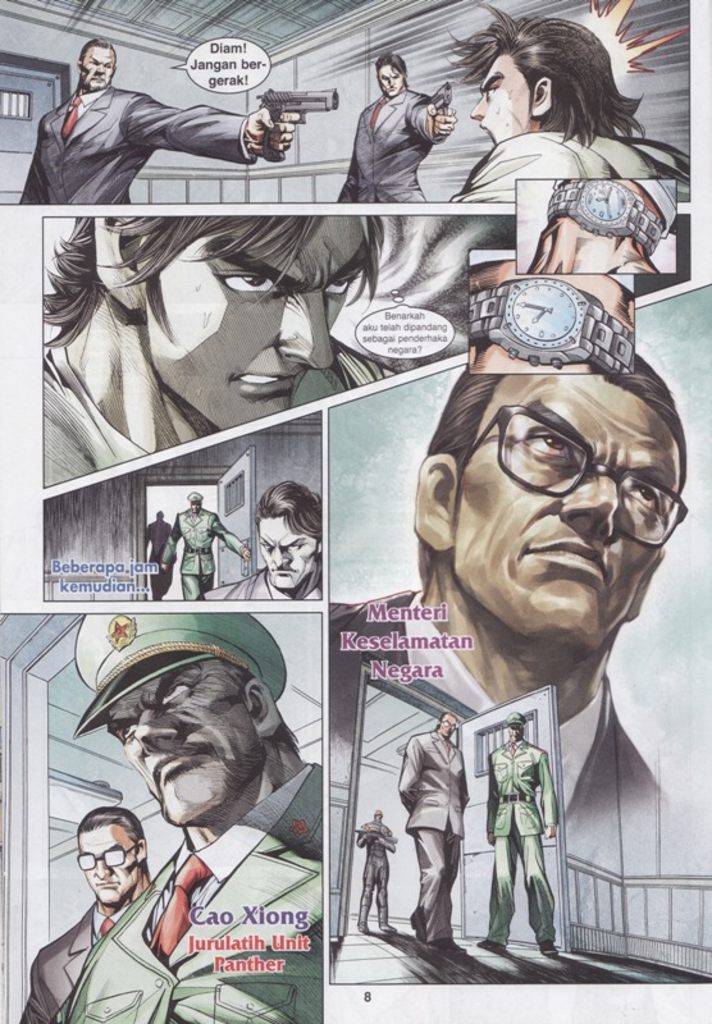 Diam!
Jangan ber-
gerak!
Benarkah
aku telah dipandang
sebagai penderhaka
negara?
Beberapa jam
kemudian...
Menteri
Keselamatan
Negara
Cao Xiong
Jurulatih Unit
Panther
8